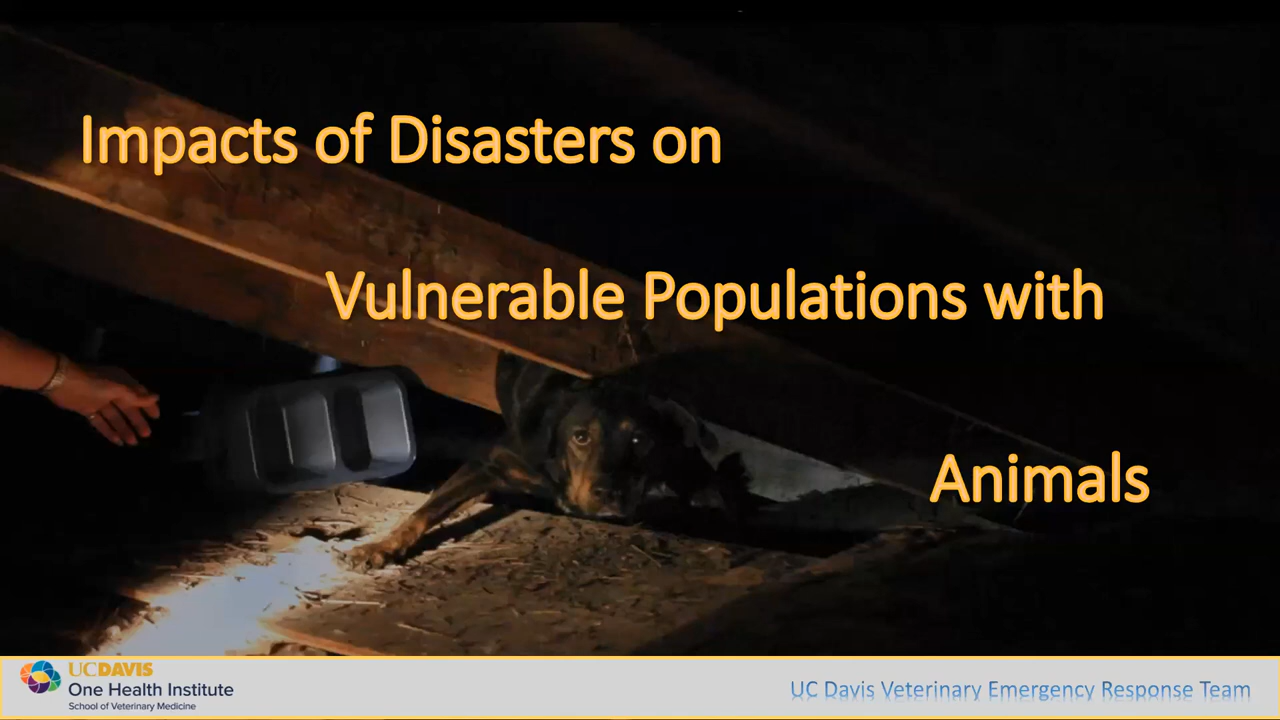 Impacts of Disasters on
Vulnerable Populations with
Animals
UCDAVIS
One Health Institute
School of Veterinary Medicine
UC Davis Veterinary Emergency Response Team